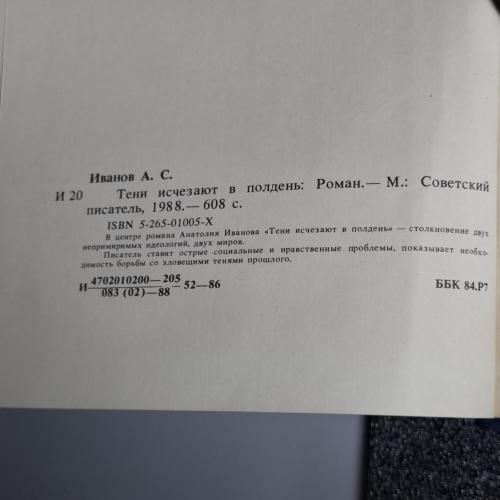 Иванов А. С.
И 20 Тени исчезают в полдень: Роман.— М.: Советский
писатель, 1988.— 608 с.
ISBN 5-265-01005-X
В центре романа Анатолия Иванова «Тени исчезают в полдень» — столкновение двух
непримиримых идеологий, двух миров.
Писатель ставит острые социальные и нравственные проблемы, показывает необхо-
димость борьбы со зловещими тенями прошлого.
4702010200—205
И 083 (02)—88 — 52—86 ББК 84.Р7